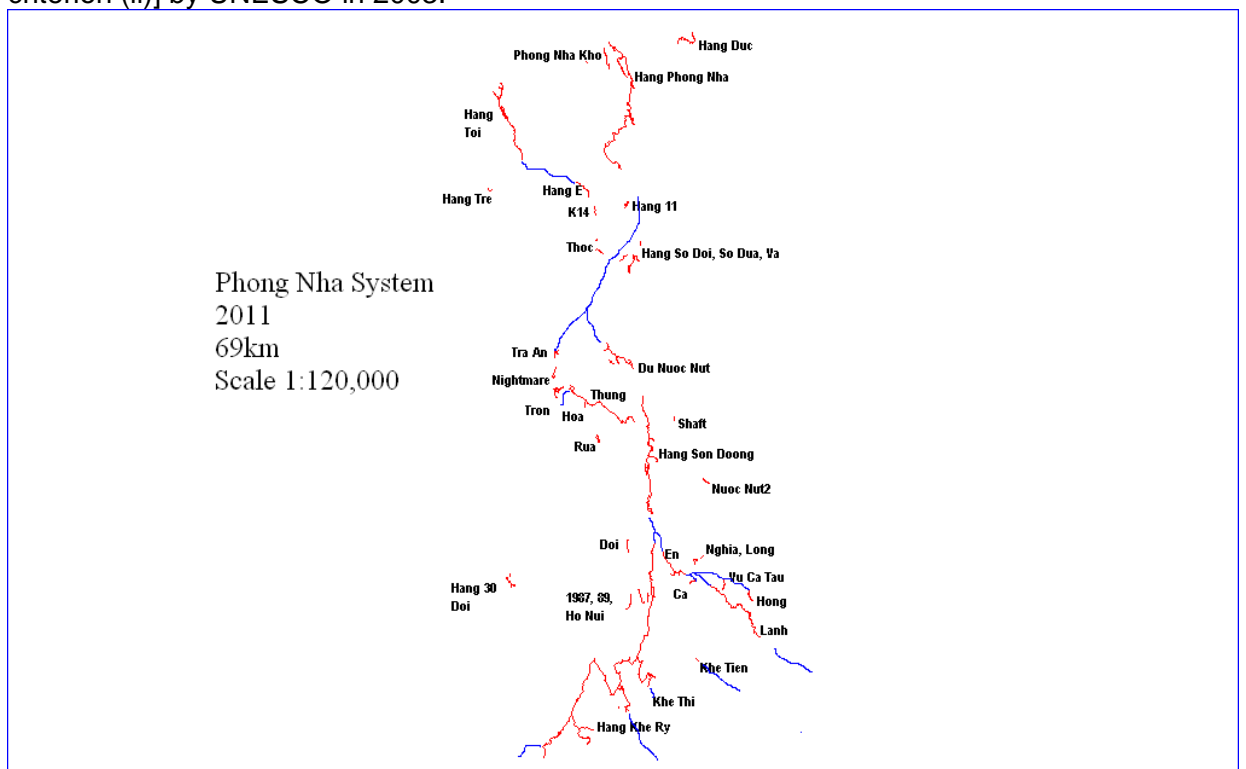 criterion (ii)] by UNESCO in 2003.
Hang Duc
Phong Nha Kho
Hang Phong Nha
Hang
Toi
Hang E
Hang Tre
K14
Hang 11
Thoc
Hang So Doi, So Dua, Va
Phong Nha System
2011
69km
Scale 1:120,000
Tra An
Du Nuoc Nut
Nightmare
Thung
Tron
Hoa
Shaft
Rua
Hang Son Doong
Nuoc Nut2
Doi
En
Nghia, Long
Vu Ca Tau
Hang 30
Doi
1987, 89,
Ho Nui
Ca
Hong
Lanh
Khe Tien
Khe Thi
Hang Khe Ry